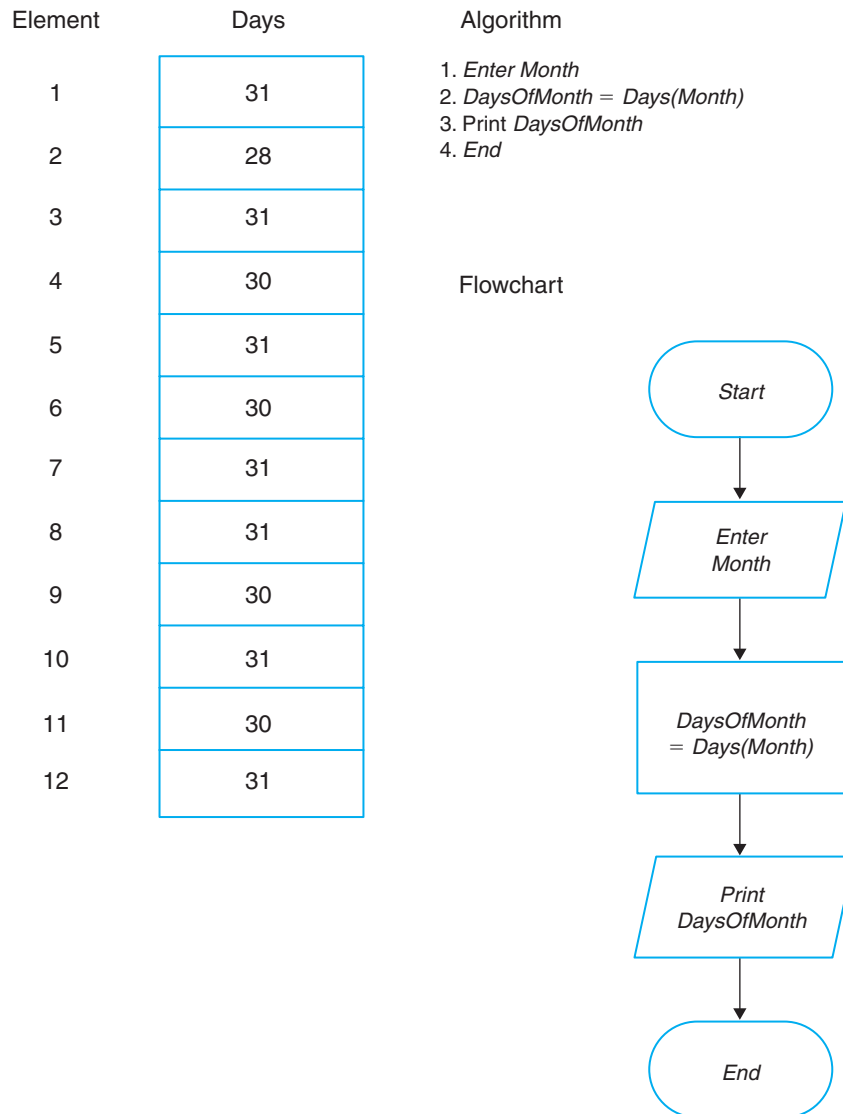 Element Days Algorithm
1. Enter Month
2. DaysOfMonth = Days(Month)
3. Print DaysOfMonth
4. End
1 31
2 28
3 31
4 30
5 31
6 30
7 31
8 31
9 30
10 31
11 30
12 31
Flowchart
Start
Enter
Month
DaysOfMonth
= Days(Month)
Print
DaysOfMonth
End